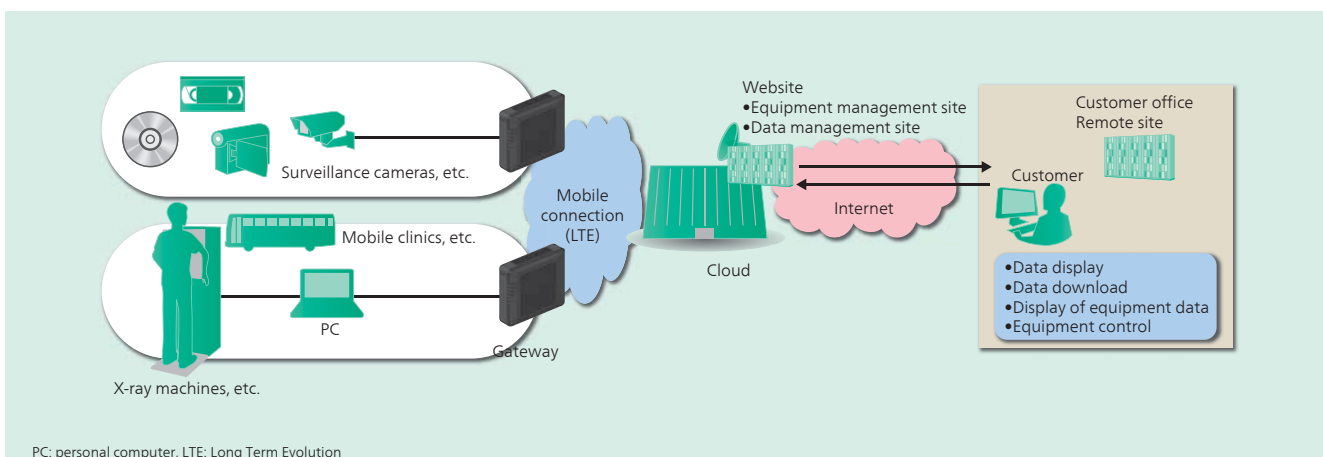 Surveillance cameras, etc.
Mobile clinics, etc.
PC
X-ray machines, etc.
Gateway
Mobile
connection
(LTE)
Cloud
Website
•Equipment management site
•Data management site
Internet
Customer office
Remote site
Customer
•Data display
•Data download
•Display of equipment data
•Equipment control
PC: personal computer, LTE: Long Term Evolution